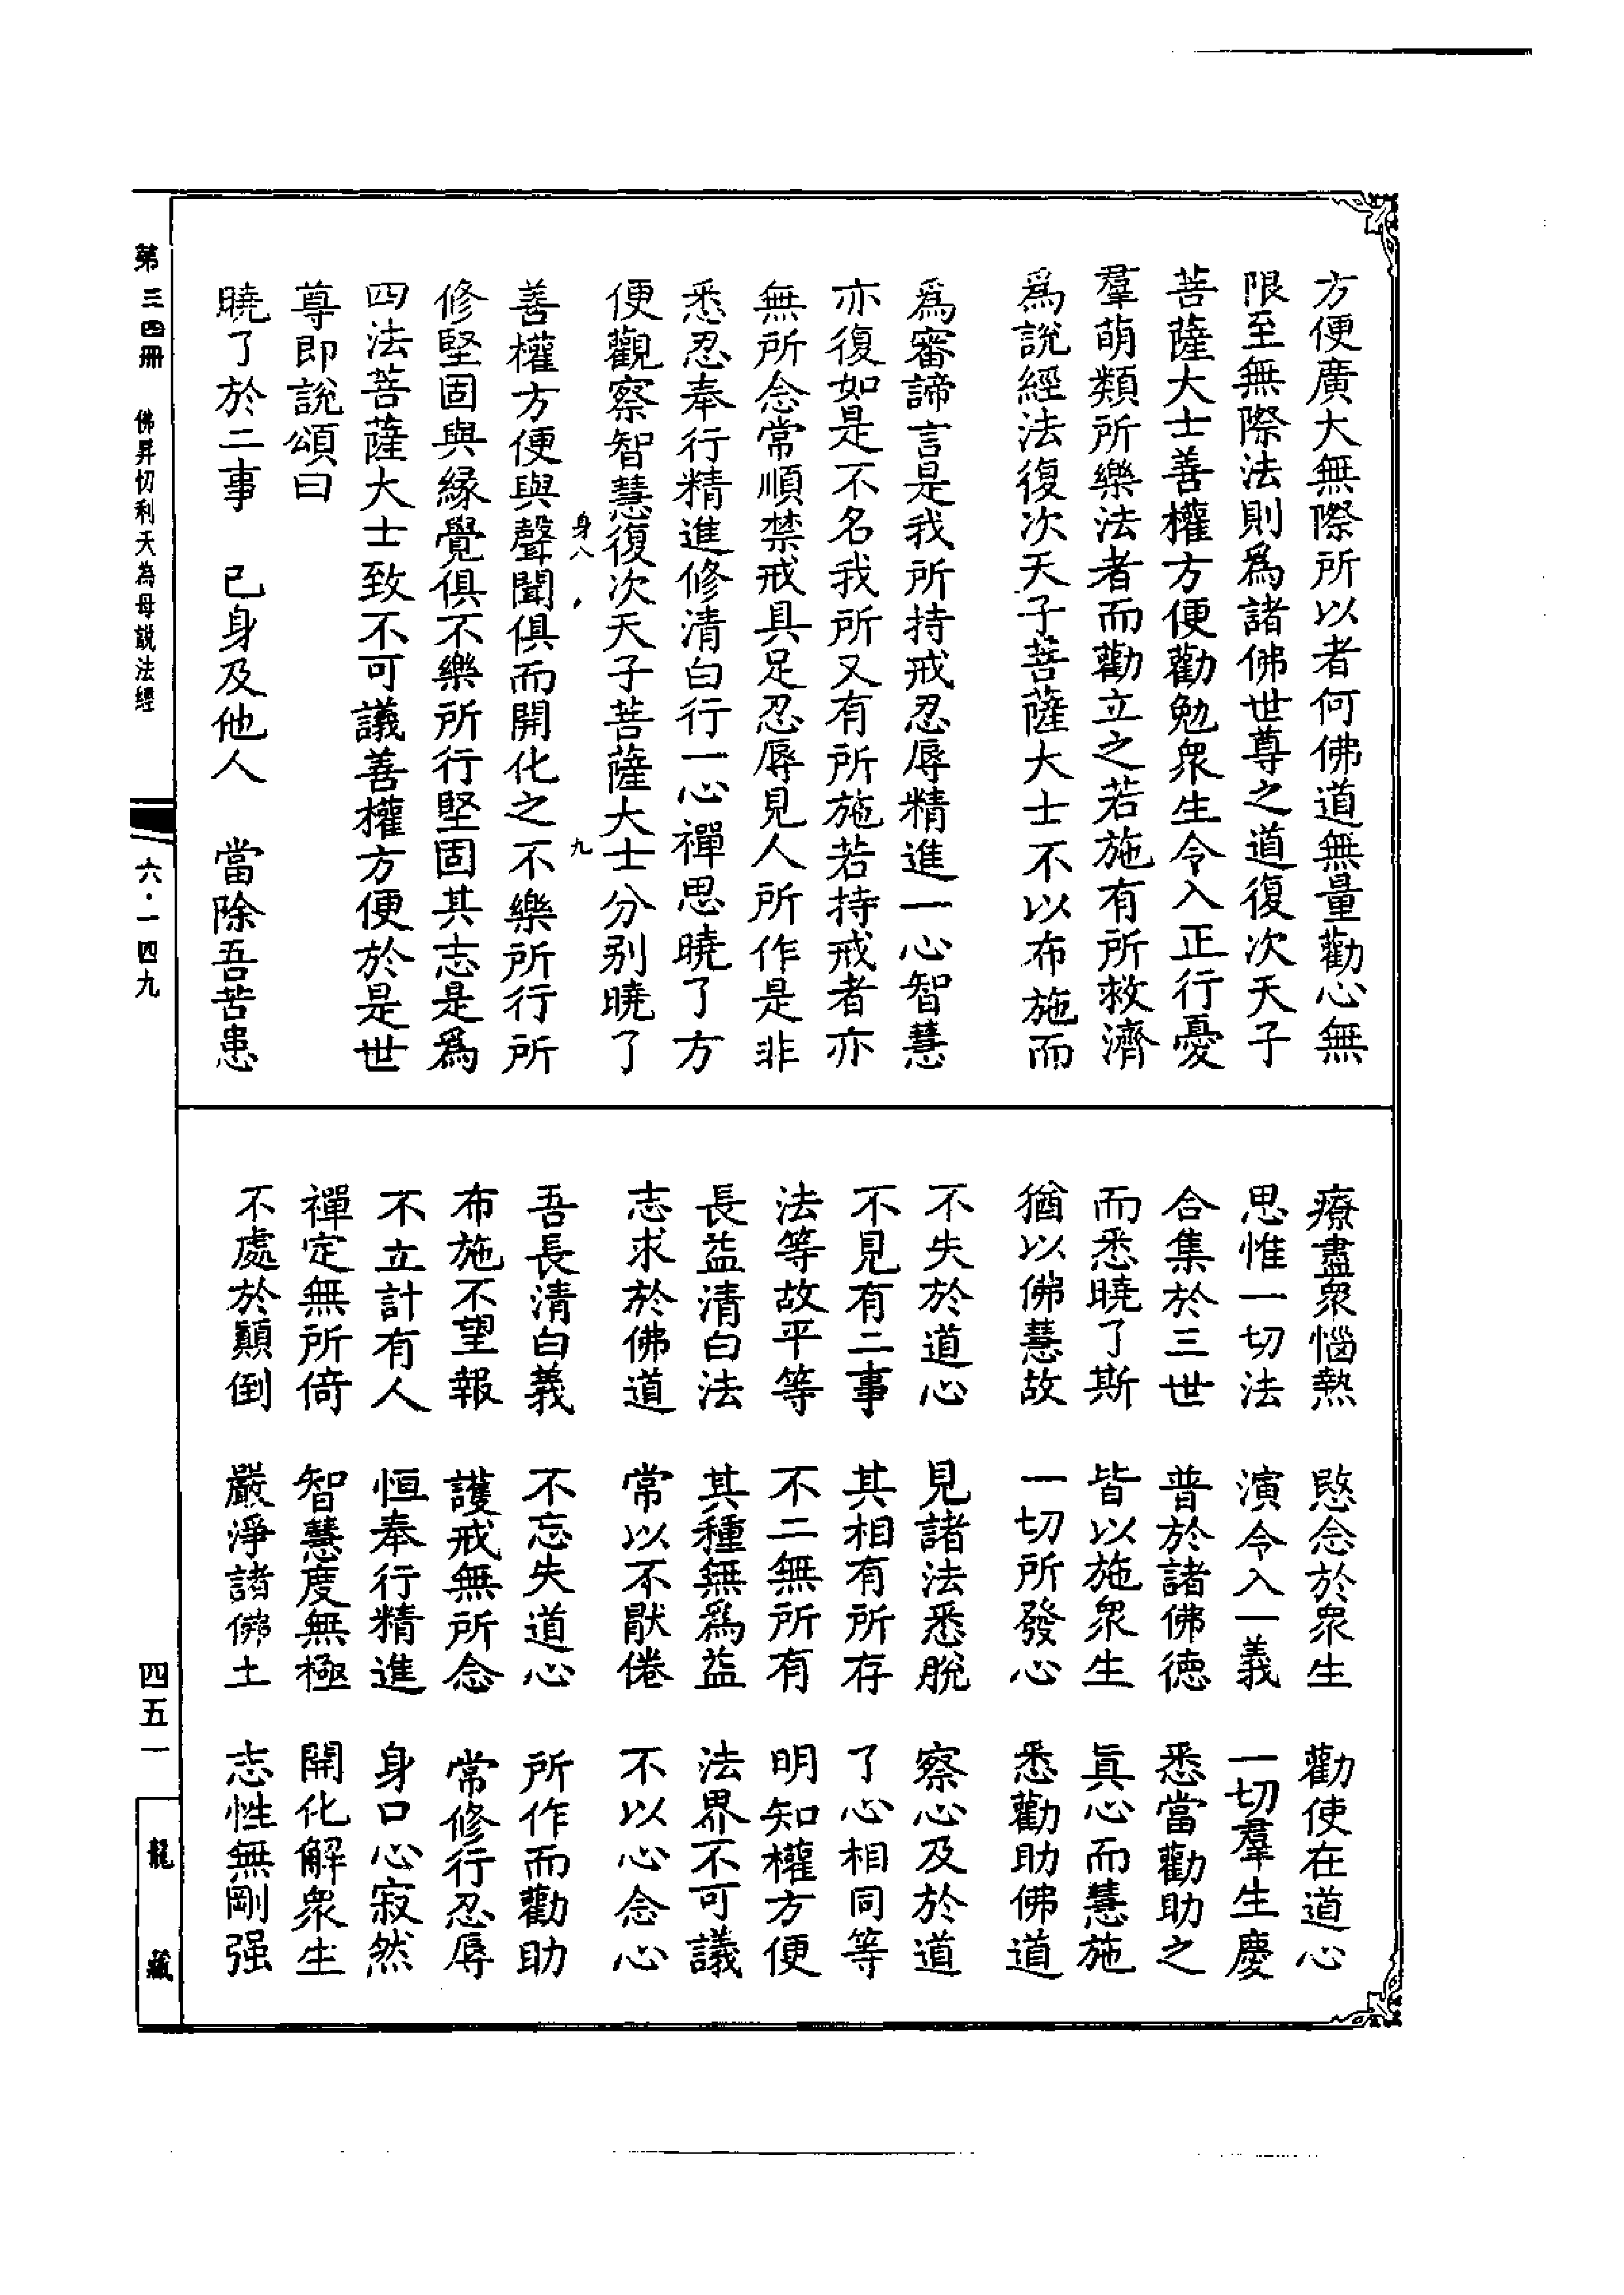 方便廣大無際所以者何佛道無量勸心無
限至無際法則爲諸佛世尊之道復次天子
菩薩大士善權方便勸勉衆生令入正行憂
羣萌類所樂法者而勸立之若施有所救濟
爲說經法復次天子菩薩大士不以布施而
爲審諦言是我所持戒忍辱精進一心智慧
亦復如是不名我所又有所施若持戒者亦
無所念常順禁戒具足忍辱見人所作是非
悉忍奉行精進修清白行一心禪思曉了方
便觀察智慧復次天子菩薩大士分別曉了
身八 九
善權方便與聲聞俱而開化之不樂所行所
修堅固與緣覺俱不樂所行堅固其志是爲
四法菩薩大士致不可議善權方便於是世
尊即說頌曰
曉了於二事 已身及他人 當除吾苦患
療盡衆惱熱 愍念於衆生 勸使在道心
思惟一切法 演令入一義 一切羣生慶
合集於三世 普於諸佛德 悉當勸助之
而悉曉了斯 皆以施衆生 眞心而慧施
猶以佛慧故 一切所發心 悉勸助佛道
不失於道心 見諸法悉脫 察心及於道
不見有二事 其相有所存 了心相同等
法等故平等 不二無所有 明知權方便
長益清白法 其種無爲益 法界不可議
志求於佛道 常以不猒倦 不以心念心
吾長清白義 不忘失道心 所作而勸助
布施不望報 護戒無所念 常修行忍辱
不立計有人 恒奉行精進 身口心寂然
禪定無所倚 智慧度無極 開化解衆生
不處於顛倒 嚴淨諸佛土 志性無剛强
第三四冊 佛昇忉利天為母說法經 六·一四九 四五一 龍藏